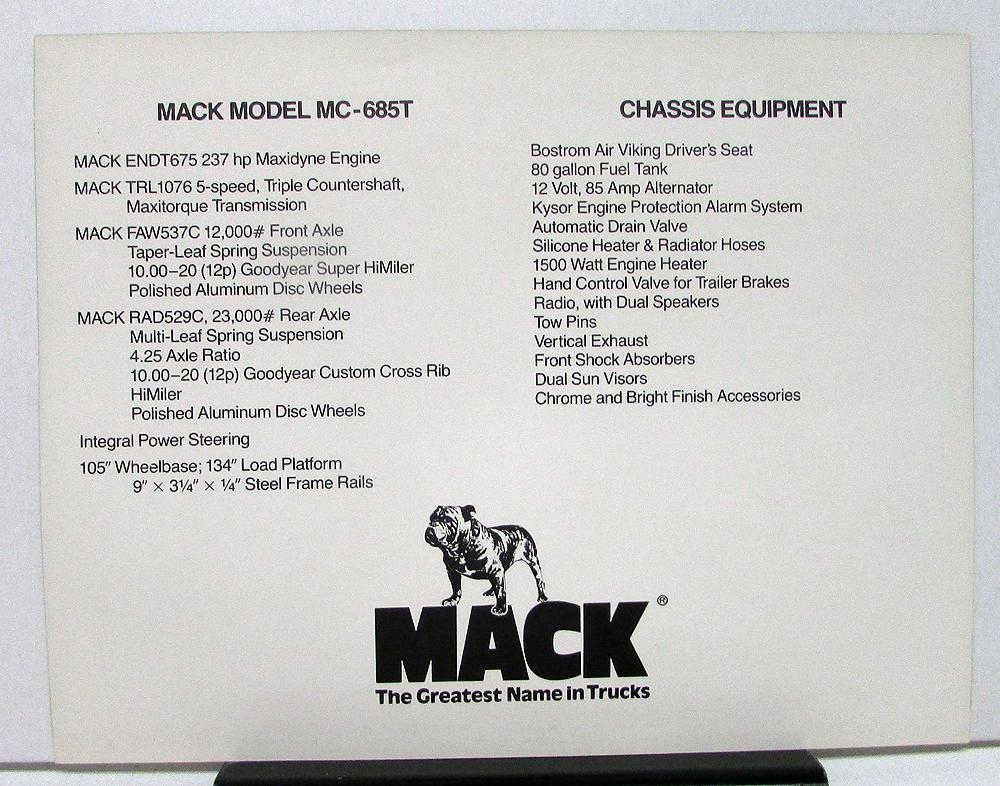 MACK MODEL MC-685T
MACK ENDT675 237 hp Maxidyne Engine
MACK TRL1076 5-speed, Triple Countershaft,
Maxitorque Transmission
MACK FAW537C 12,000# Front Axle
Taper-Leaf Spring Suspension
10.00–20 (12p) Goodyear Super HiMiler
Polished Aluminum Disc Wheels
MACK RAD529C, 23,000# Rear Axle
Multi-Leaf Spring Suspension
4.25 Axle Ratio
10.00–20 (12p) Goodyear Custom Cross Rib
HiMiler
Polished Aluminum Disc Wheels
Integral Power Steering
105″ Wheelbase; 134″ Load Platform
9″ × 3¼″ × ¼″ Steel Frame Rails
CHASSIS EQUIPMENT
Bostrom Air Viking Driver's Seat
80 gallon Fuel Tank
12 Volt, 85 Amp Alternator
Kysor Engine Protection Alarm System
Automatic Drain Valve
Silicone Heater & Radiator Hoses
1500 Watt Engine Heater
Hand Control Valve for Trailer Brakes
Radio, with Dual Speakers
Tow Pins
Vertical Exhaust
Front Shock Absorbers
Dual Sun Visors
Chrome and Bright Finish Accessories
MACK®
The Greatest Name in Trucks